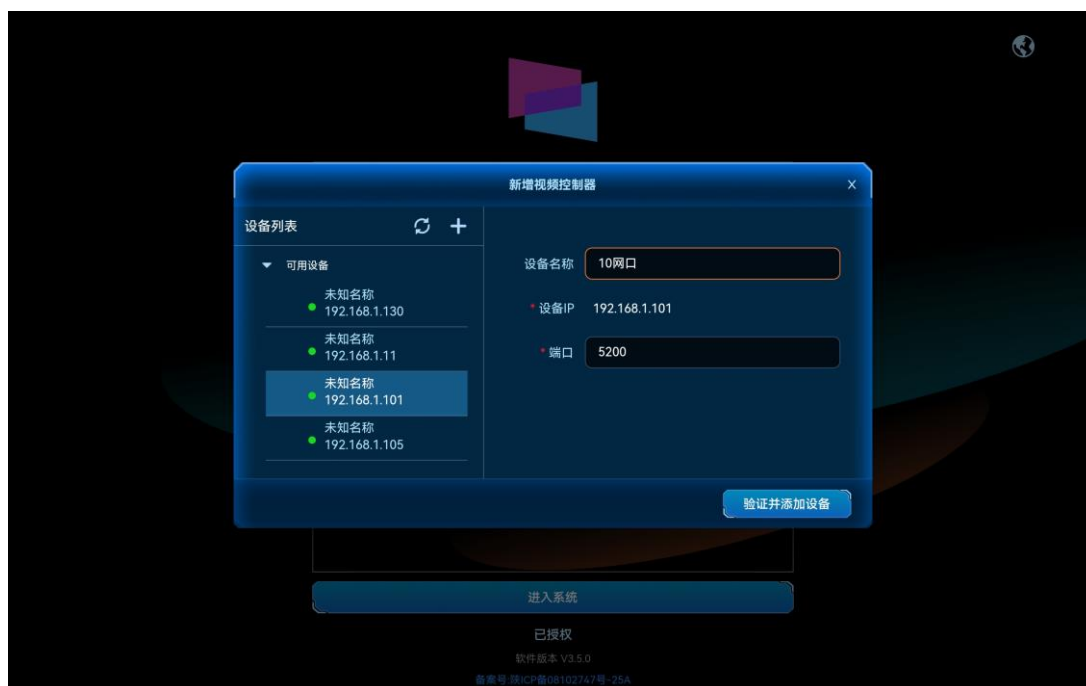 新增视频控制器
X
设备列表
可用设备
未知名称
192.168.1.130
未知名称
192.168.1.11
未知名称
192.168.1.101
未知名称
192.168.1.105
设备名称 10网口
*设备IP 192.168.1.101
*端口 5200
验证并添加设备
进入系统
已授权
软件版本 V3.5.0
备案号:陕ICP备08102747号-25A